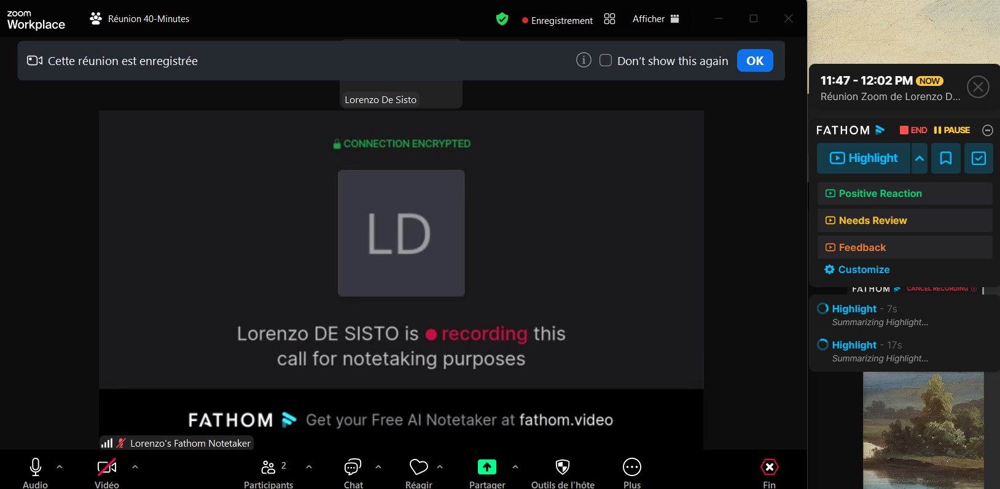 zoom
Workplace
Réunion 40-Minutes
Enregistrement
Afficher
Cette réunion est enregistrée
Don't show this again
OK
Lorenzo De Sisto
CONNECTION ENCRYPTED
LD
Lorenzo DE SISTO is recording this
call for notetaking purposes
FATHOM Get your Free AI Notetaker at fathom.video
Lorenzo's Fathom Notetaker
Audio
Vidéo
2
Participants
Chat
Réagir
Partager
Outils de l'hôte
Plus
Fin
11:47 - 12:02 PM NOW
Réunion Zoom de Lorenzo D...
FATHOM END PAUSE
Highlight
Positive Reaction
Needs Review
Feedback
Customize
FATHOM CANCEL RECORDING
Highlight - 7s
Summarizing Highlight...
Highlight - 17s
Summarizing Highlight...